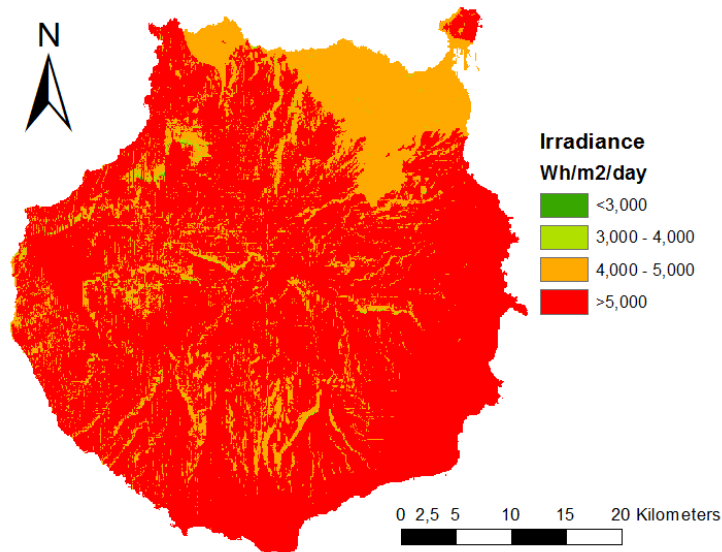 N
Irradiance
Wh/m2/day
<3,000
3,000 - 4,000
4,000 - 5,000
>5,000
0 2,5 5 10 15 20 Kilometers